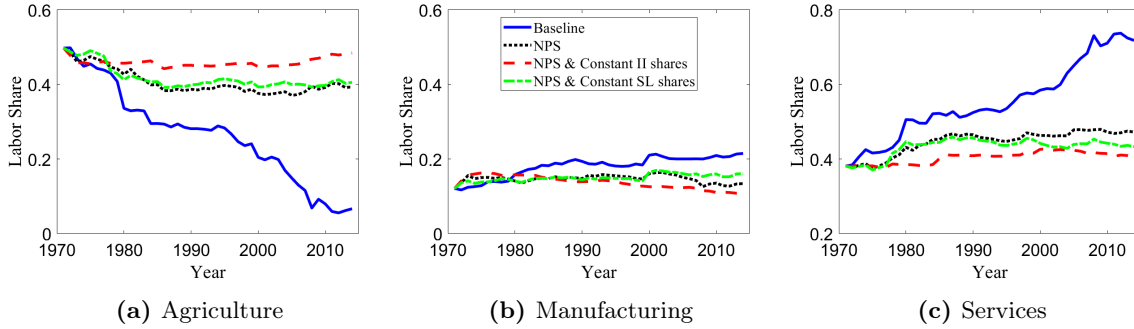 0.6
0.4
0.2
0
Labor Share
1970 1980 1990 2000 2010
Year
(a) Agriculture
0.6
0.4
0.2
0
Labor Share
Baseline
NPS
NPS & Constant II shares
NPS & Constant SL shares
1970 1980 1990 2000 2010
Year
(b) Manufacturing
0.8
0.6
0.4
0.2
Labor Share
1970 1980 1990 2000 2010
Year
(c) Services